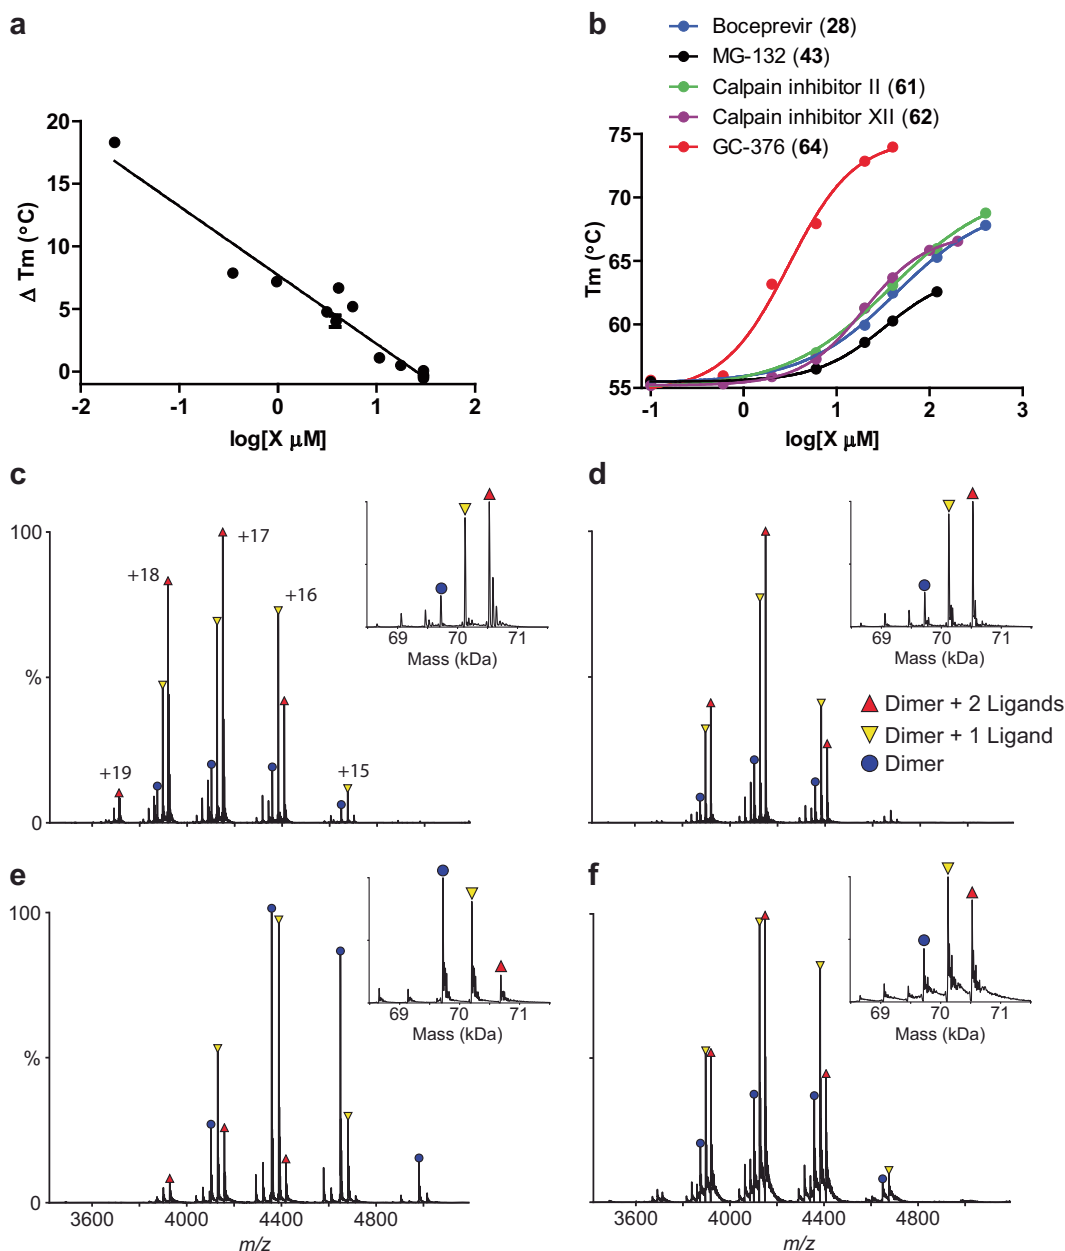 a
20
15
10
5
0
Δ Tm (°C)
-2
-1
0
1
2
log[X μM]
b
Boceprevir (28)
MG-132 (43)
Calpain inhibitor II (61)
Calpain inhibitor XII (62)
GC-376 (64)
75
70
65
60
55
Tm (°C)
-1
0
1
2
3
log[X μM]
c
100
%
0
+19
+18
+17
+16
+15
69
70
71
Mass (kDa)
d
69
70
71
Mass (kDa)
Dimer + 2 Ligands
Dimer + 1 Ligand
Dimer
e
100
%
0
3600
4000
4400
4800
m/z
69
70
71
Mass (kDa)
f
3600
4000
4400
4800
m/z
69
70
71
Mass (kDa)